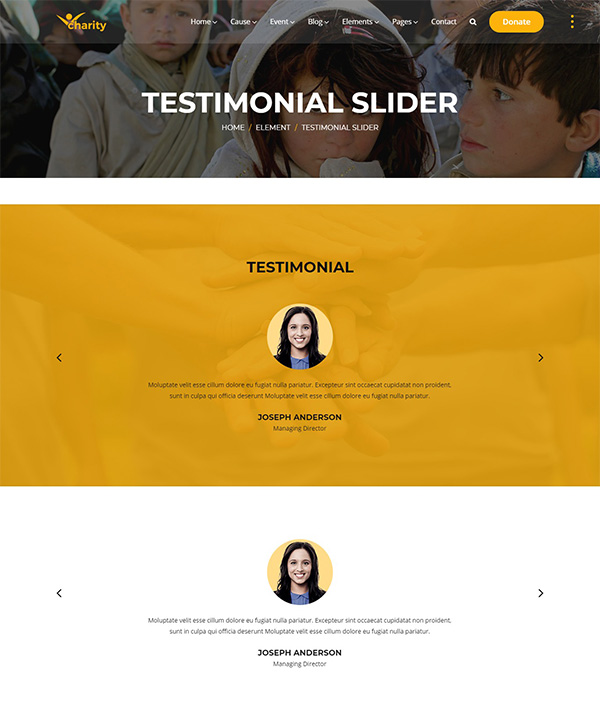 charity
Home Cause Event Blog Elements Pages Contact Donate
TESTIMONIAL SLIDER
HOME / ELEMENT / TESTIMONIAL SLIDER
TESTIMONIAL
Moluptate velit esse cillum dolore eu fugiat nulla pariatur. Excepteur sint occaecat cupidatat non proident,
sunt in culpa qui officia deserunt Moluptate velit esse cillum dolore eu fugiat nulla pariatur.
JOSEPH ANDERSON
Managing Director
Moluptate velit esse cillum dolore eu fugiat nulla pariatur. Excepteur sint occaecat cupidatat non proident,
sunt in culpa qui officia deserunt Moluptate velit esse cillum dolore eu fugiat nulla pariatur.
JOSEPH ANDERSON
Managing Director